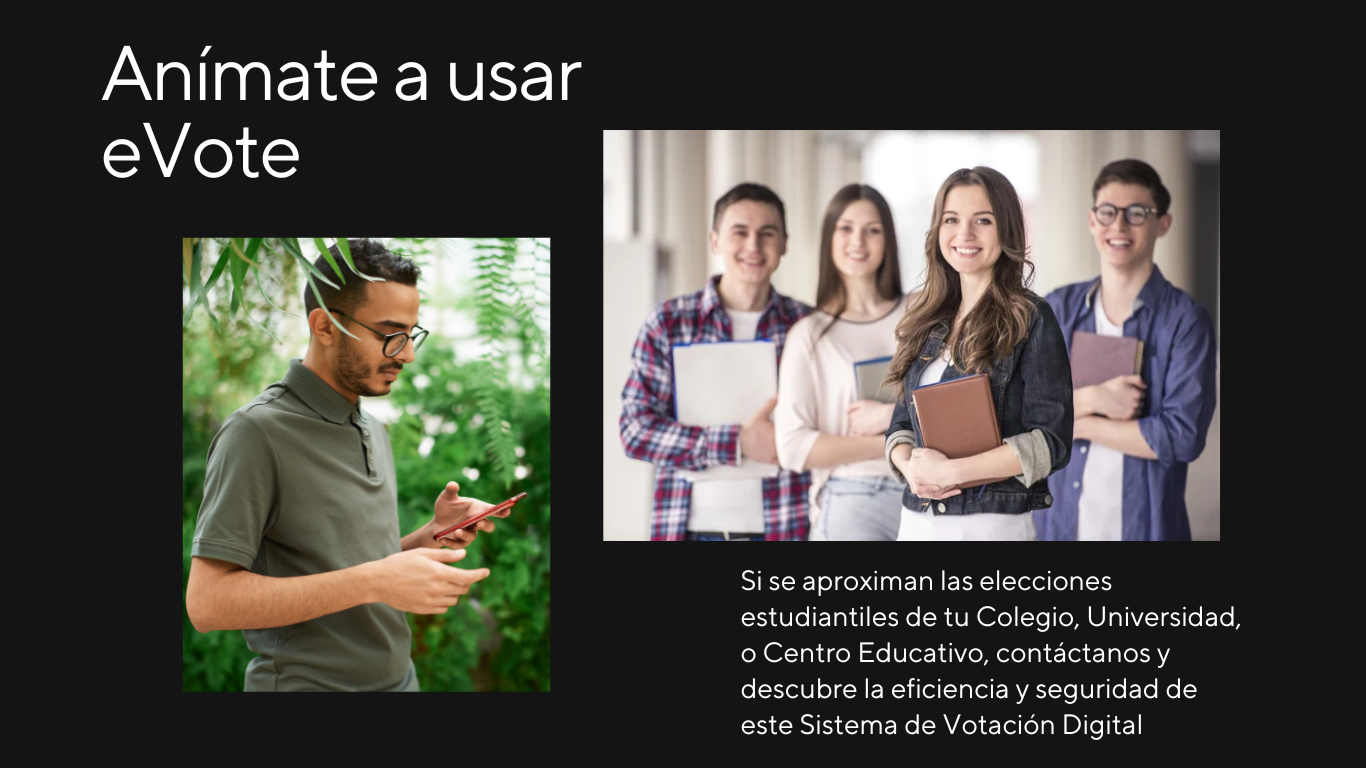 Anímate a usar
eVote
Si se aproximan las elecciones
estudiantiles de tu Colegio, Universidad,
o Centro Educativo, contáctanos y
descubre la eficiencia y seguridad de
este Sistema de Votación Digital